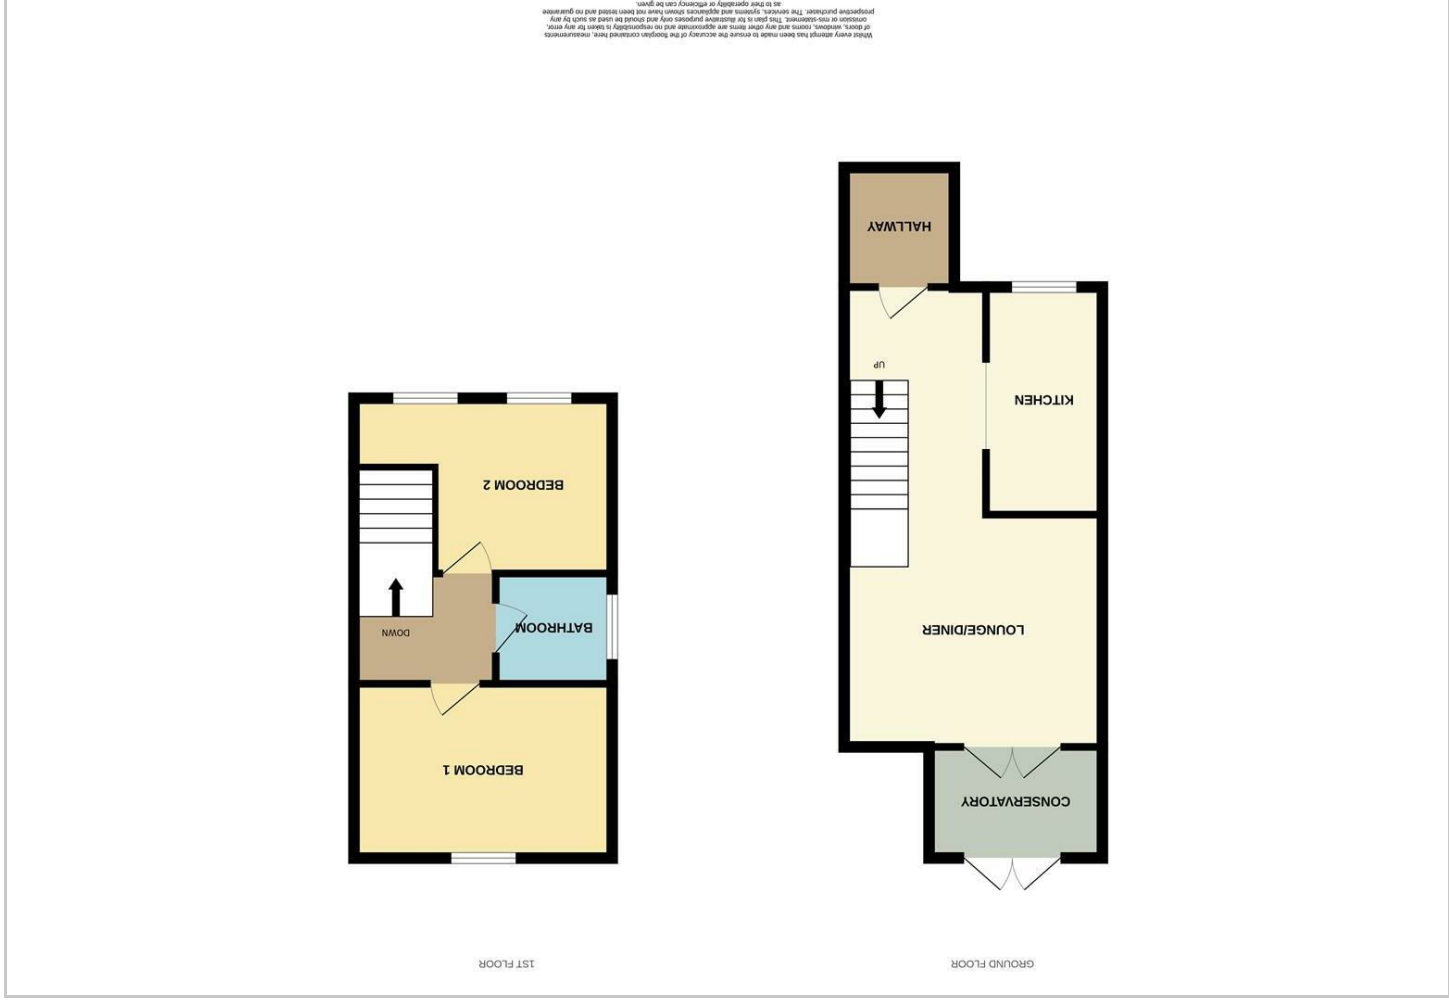 GROUND FLOOR
1ST FLOOR
CONSERVATORY
LOUNGE/DINER
KITCHEN
UP
HALLWAY
BEDROOM 1
BATHROOM
DOWN
BEDROOM 2
Whilst every attempt has been made to ensure the accuracy of the floorplan contained here, measurements
of doors, windows, rooms and any other items are approximate and no responsibility is taken for any error,
omission or mis-statement. This plan is for illustrative purposes only and should be used as such by any
prospective purchaser. The services, systems and appliances shown have not been tested and no guarantee
as to their operability or efficiency can be given.